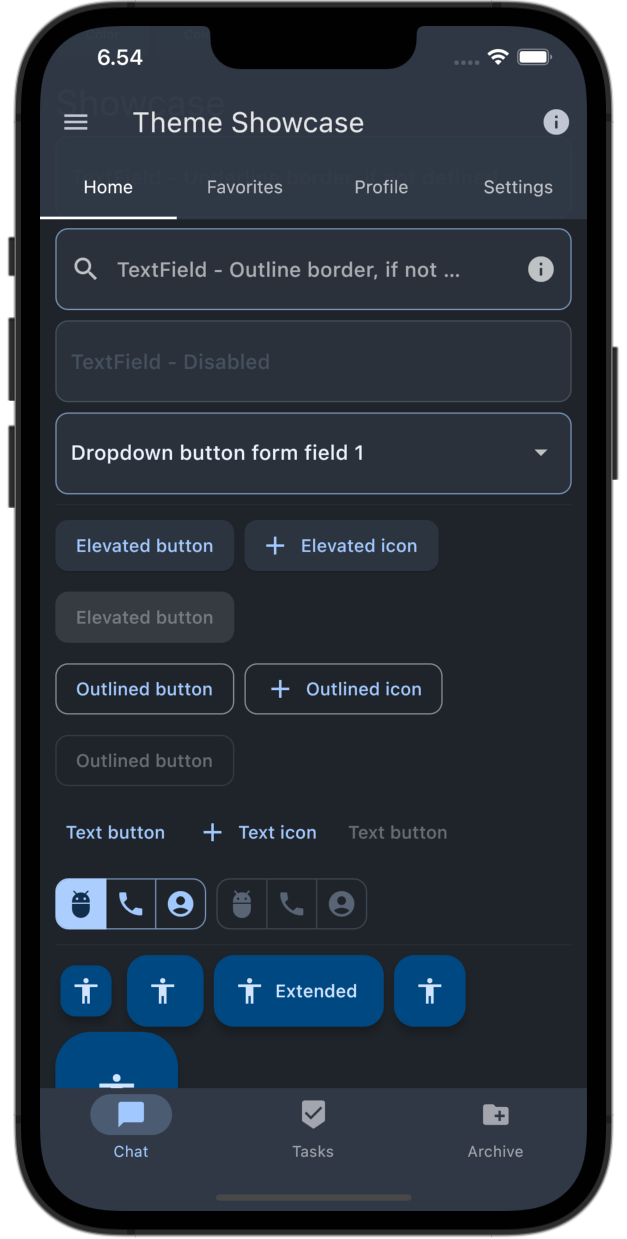 6.54
Showcase
Theme Showcase
Home Favorites Profile Settings
TextField - Outline border, if not ...
TextField - Disabled
Dropdown button form field 1
Elevated button Elevated icon
Elevated button
Outlined button Outlined icon
Outlined button
Text button Text icon Text button
Extended
Chat Tasks Archive